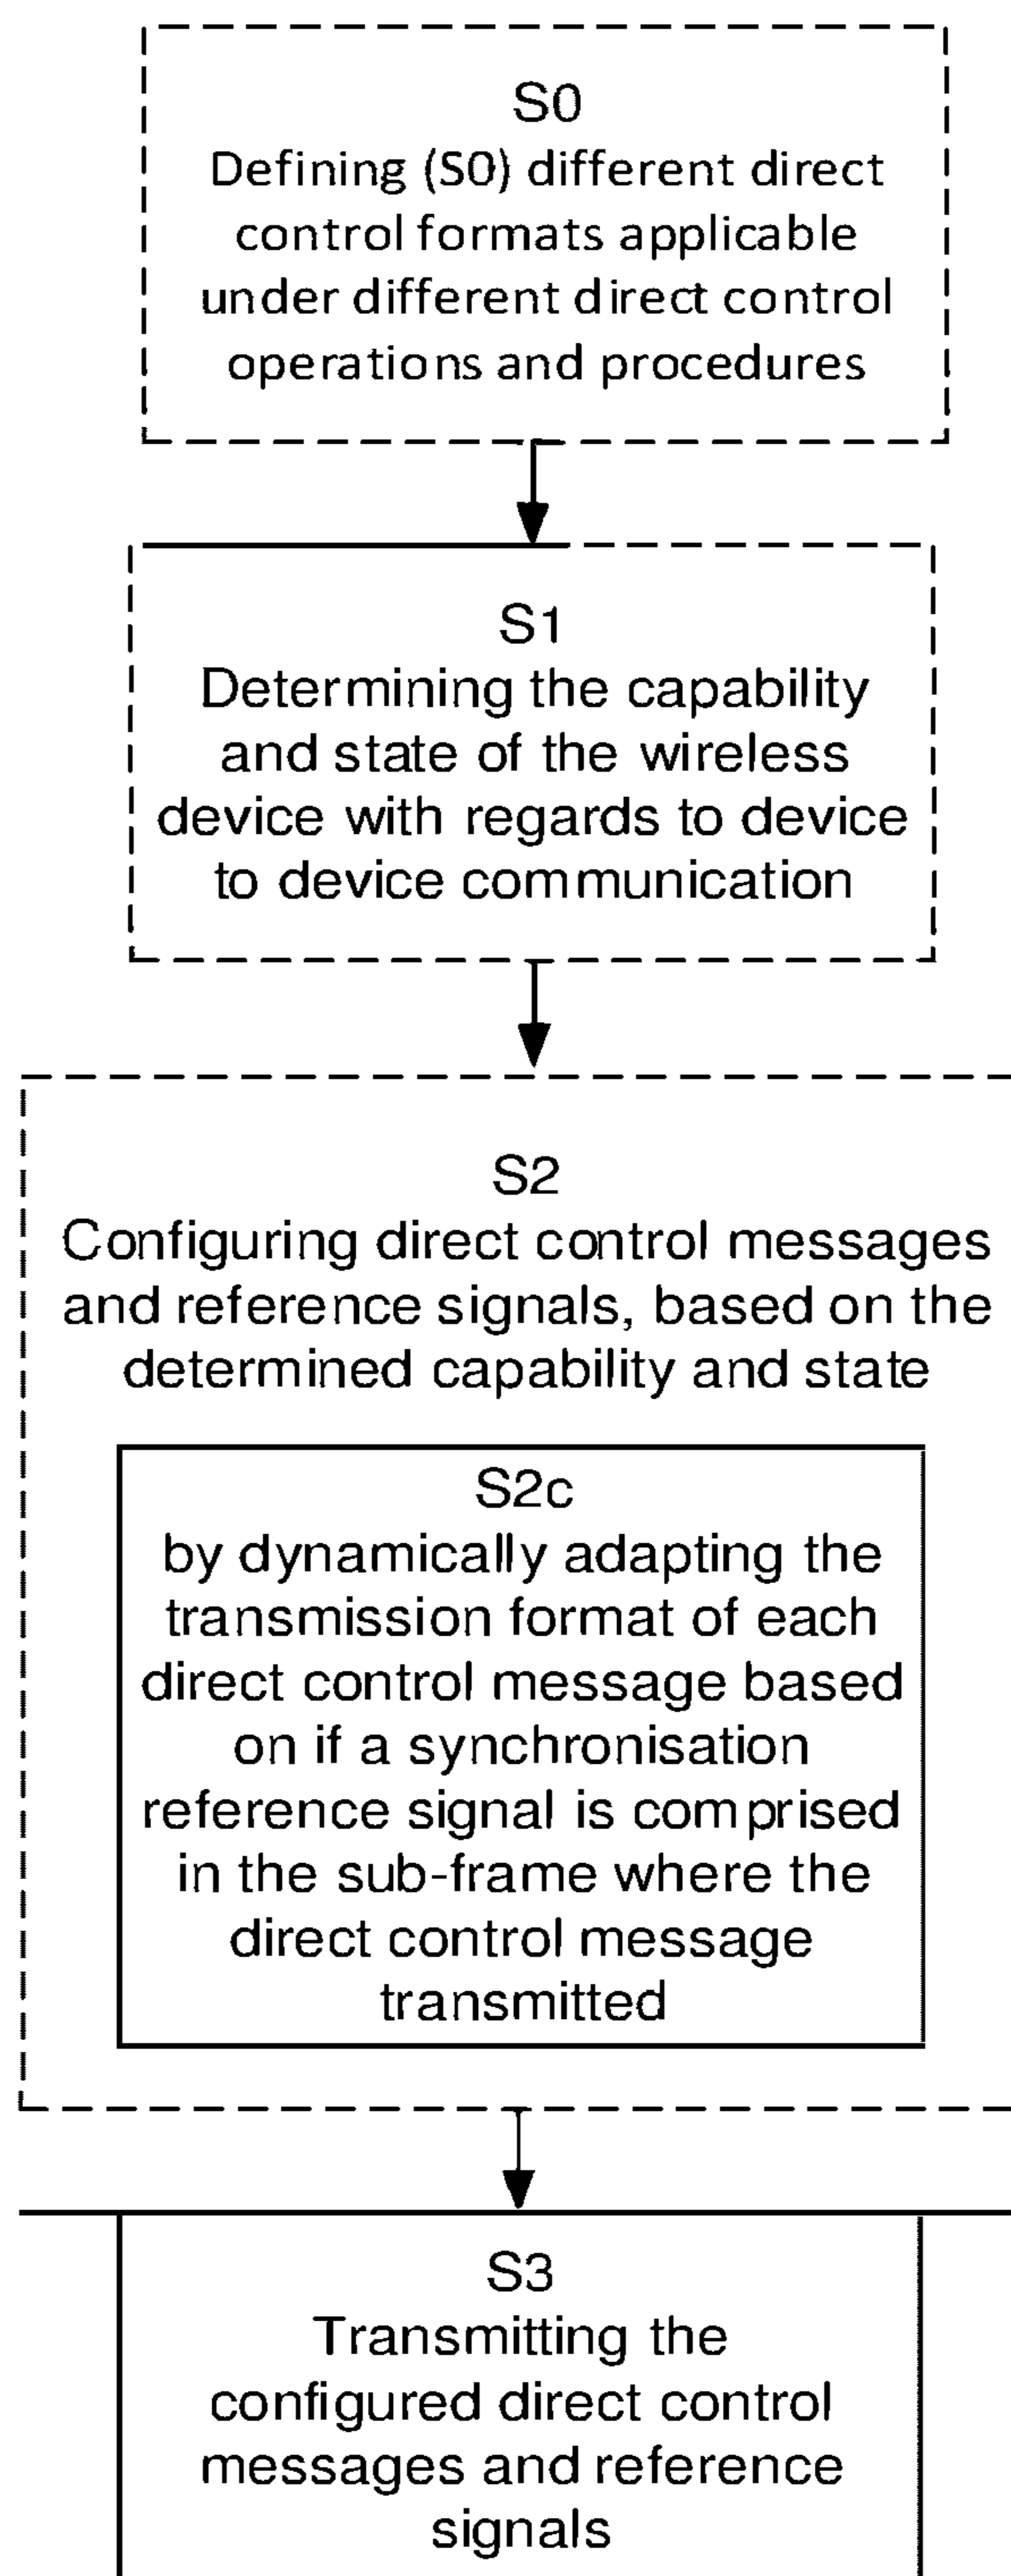 S0
Defining (S0) different direct
control formats applicable
under different direct control
operations and procedures
S1
Determining the capability
and state of the wireless
device with regards to device
to device communication
S2
Configuring direct control messages
and reference signals, based on the
determined capability and state
S2c
by dynamically adapting the
transmission format of each
direct control message based
on if a synchronisation
reference signal is comprised
in the sub-frame where the
direct control message
transmitted
S3
Transmitting the
configured direct control
messages and reference
signals